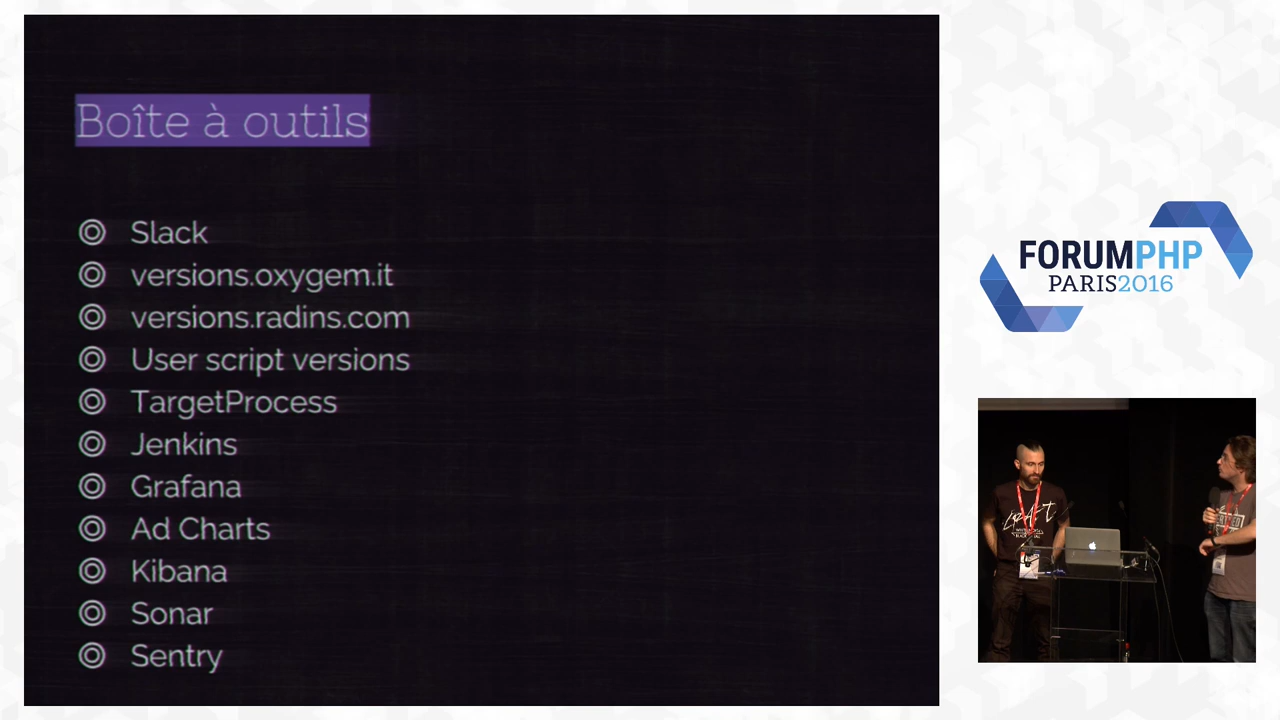 Boîte à outils
Slack
versions.oxygem.it
versions.radins.com
User script versions
TargetProcess
Jenkins
Grafana
Ad Charts
Kibana
Sonar
Sentry
FORUMPHP
PARIS2016